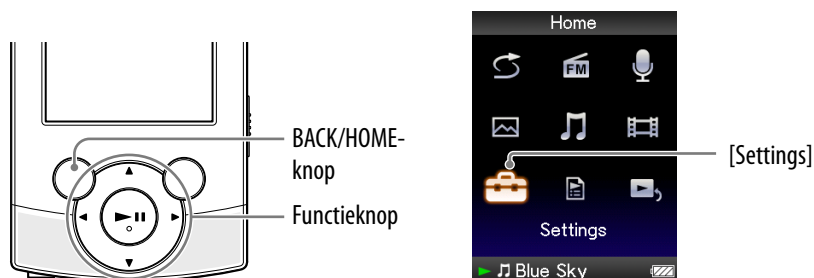 BACK/HOME-
knop
Functieknop
Home
FM
[Settings]
Settings
Blue Sky